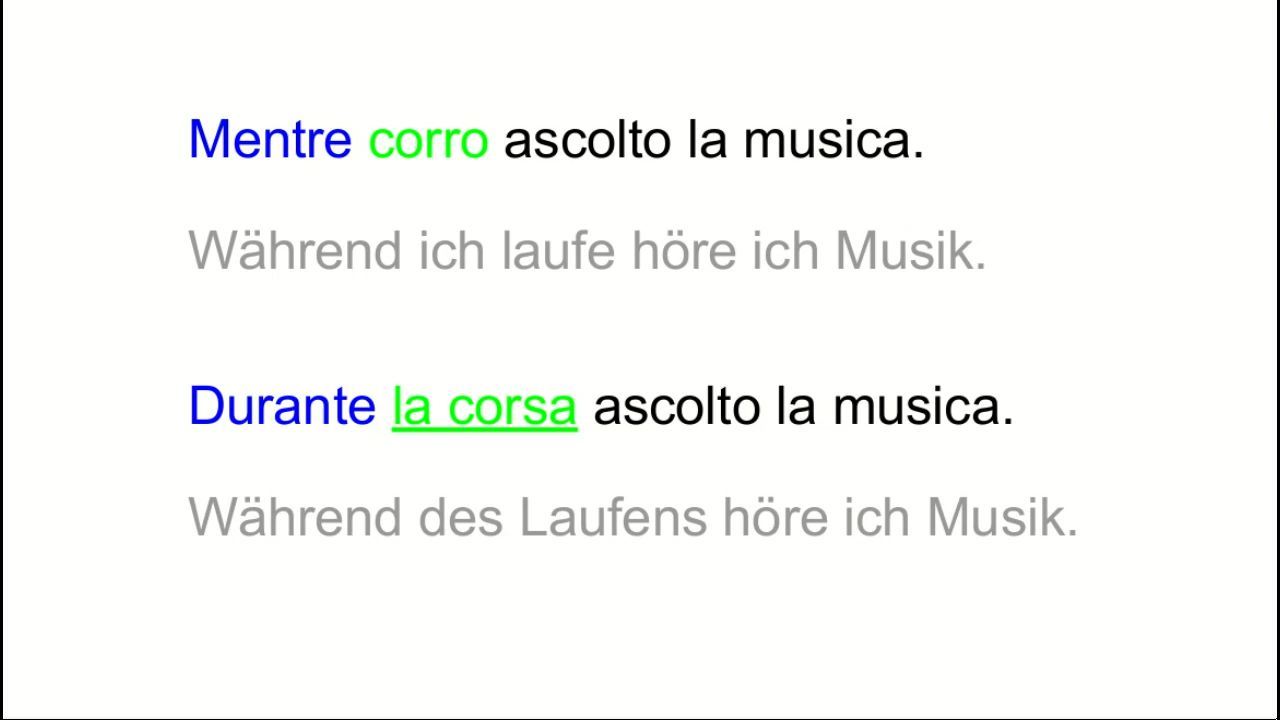 Mentre corro ascolto la musica.
Während ich laufe höre ich Musik.
Durante la corsa ascolto la musica.
Während des Laufens höre ich Musik.